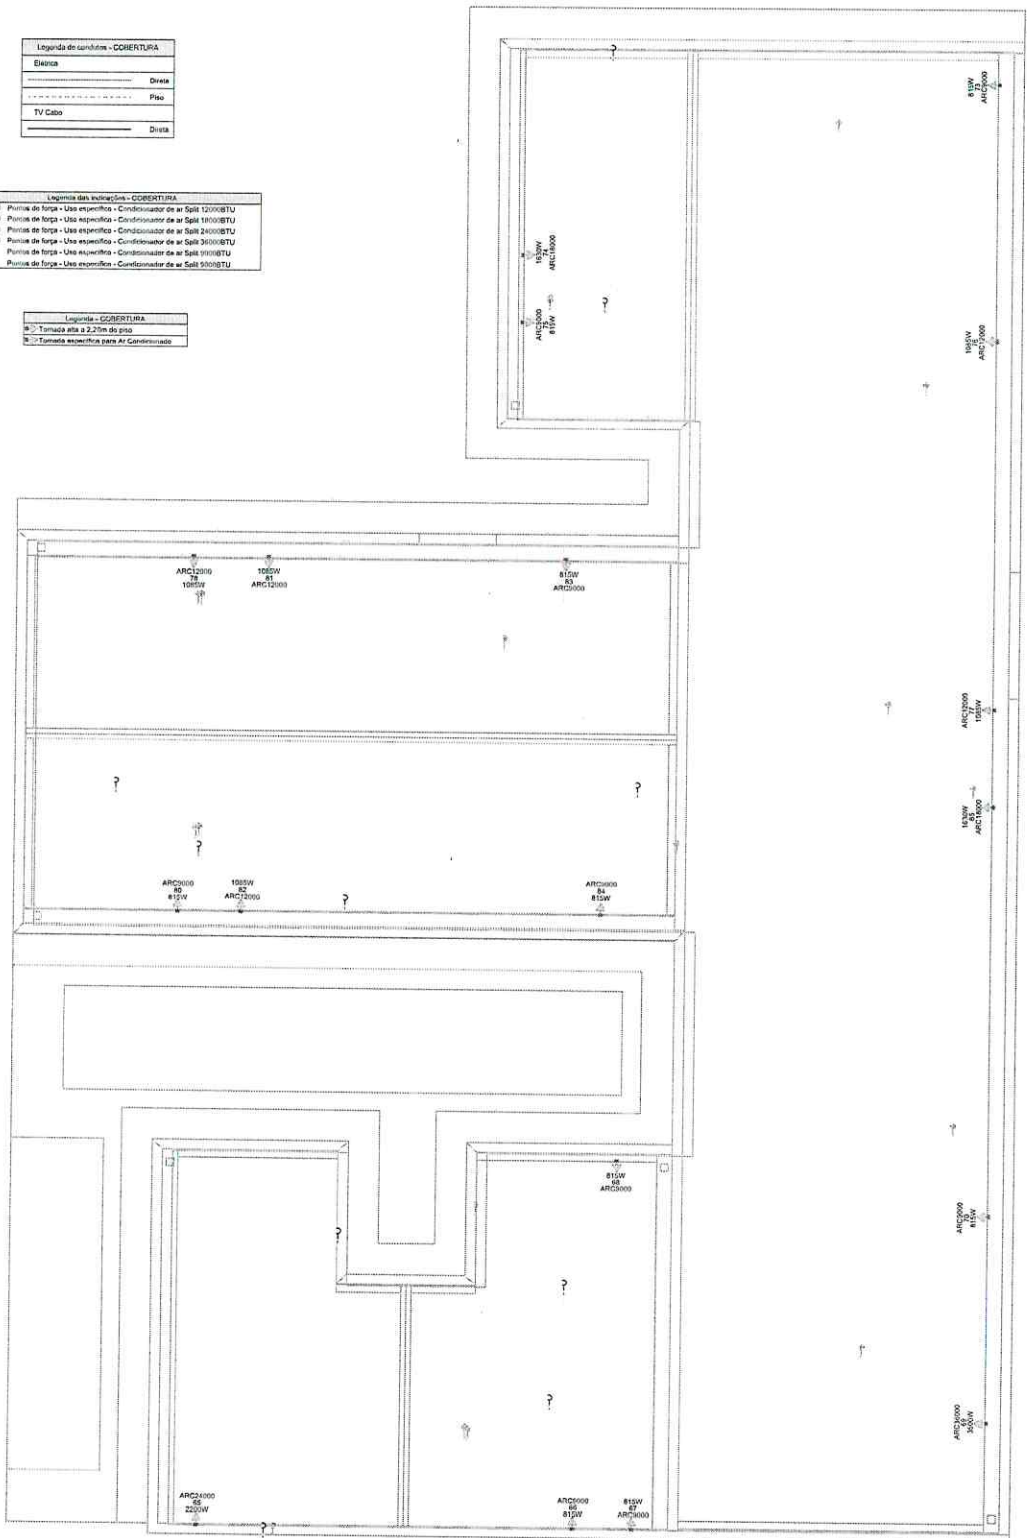 Legenda de condutos - COBERTURA
Elétrica
Direta
Piso
TV Cabo
Direta
Legenda das indicações - COBERTURA
Pontos de força - Uso específico - Condicionador de ar Split 12000BTU
Pontos de força - Uso específico - Condicionador de ar Split 18000BTU
Pontos de força - Uso específico - Condicionador de ar Split 24000BTU
Pontos de força - Uso específico - Condicionador de ar Split 36000BTU
Pontos de força - Uso específico - Condicionador de ar Split 9000BTU
Pontos de força - Uso específico - Condicionador de ar Split 9000BTU
Legenda - COBERTURA
Tomada alta a 2,20m do piso
Tomada específica para Ar Condicionado
?
815W
73
ARC9000
1630W
74
ARC18000
?
ARC9000
75
815W
1085W
ARC12000
ARC12000
78
1085W
1085W
81
ARC12000
815W
83
ARC9000
ARC12000
77
1085W
?
?
1630W
85
ARC18000
?
ARC9000
80
815W
1085W
82
ARC12000
?
ARC9000
84
815W
815W
68
ARC9000
ARC9000
70
815W
?
?
?
ARC36000
69
3500W
ARC24000
65
2200W
?
ARC9000
66
815W
815W
67
ARC9000